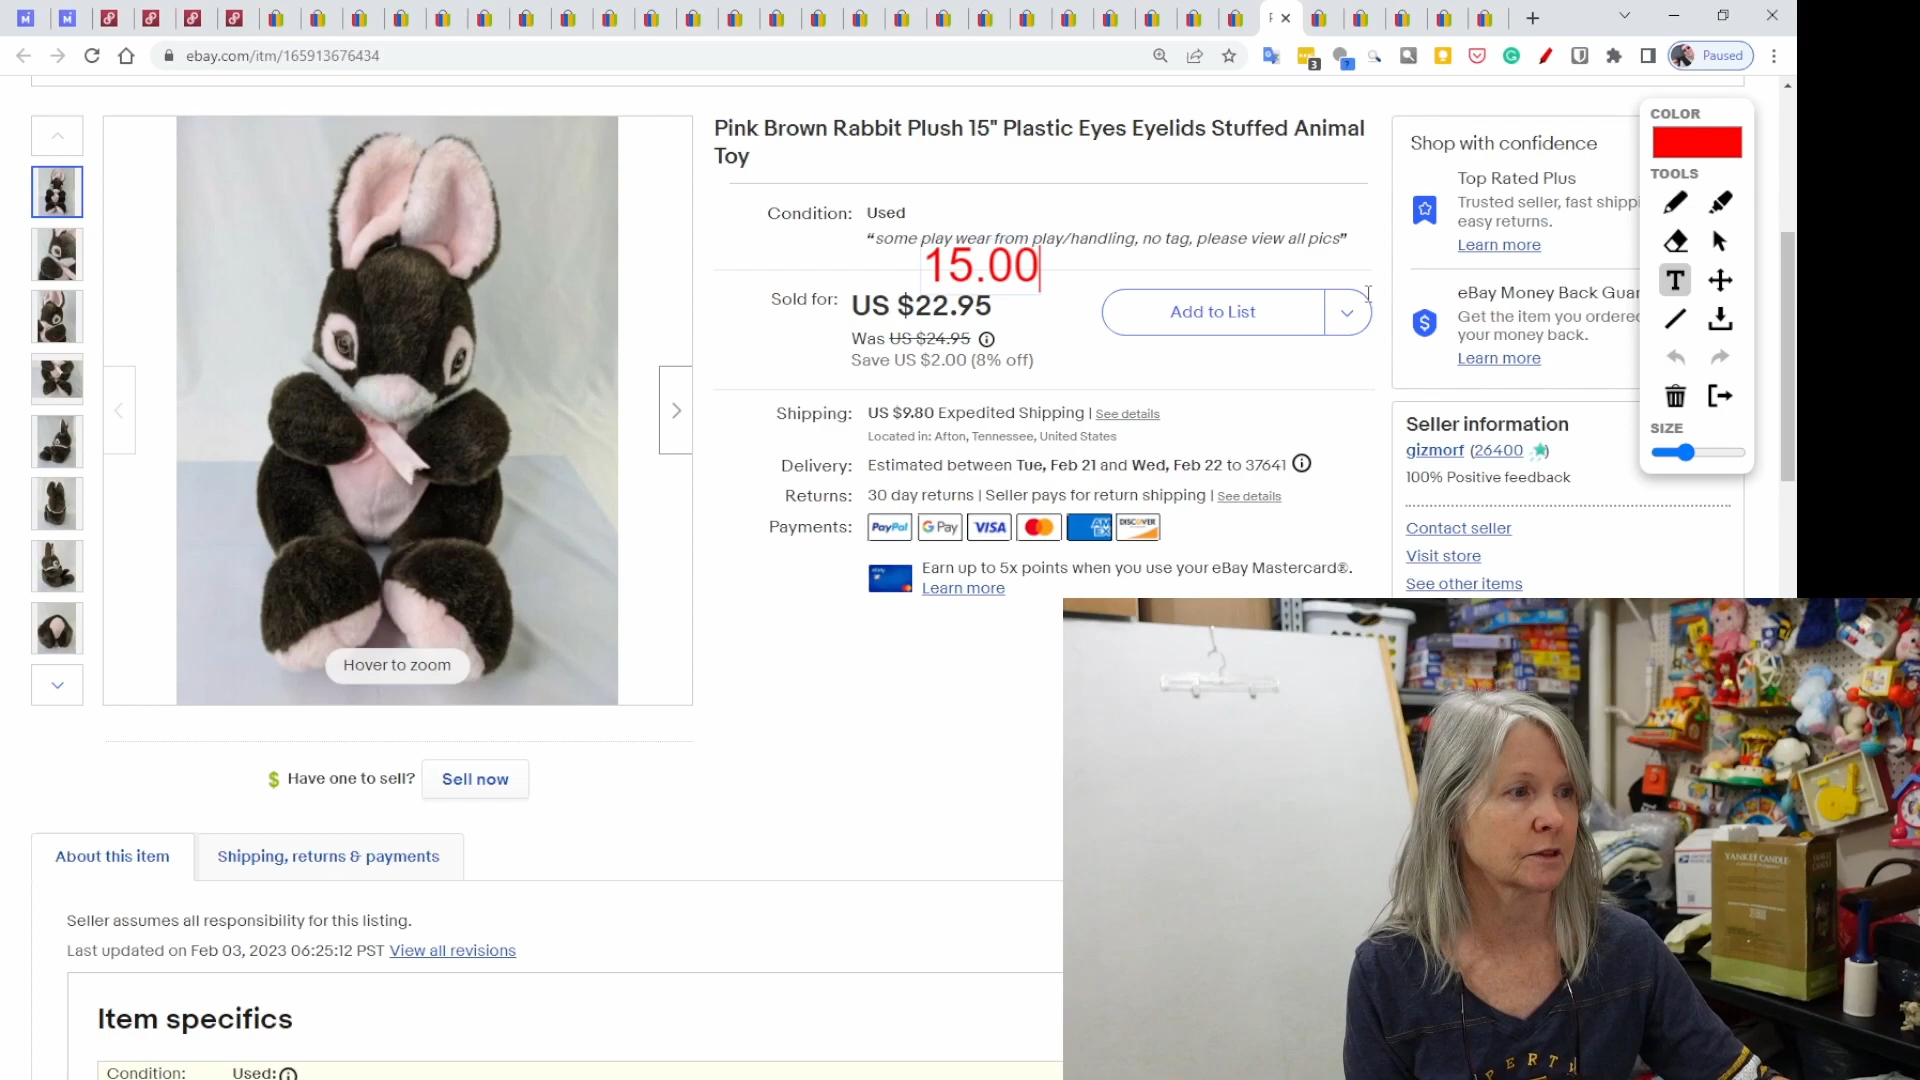 ebay.com/itm/165913676434
3
?
Paused
Pink Brown Rabbit Plush 15" Plastic Eyes Eyelids Stuffed Animal
Toy
Condition: Used
“some play wear from play/handling, no tag, please view all pics”
15.00
Sold for: US $22.95
Was US $24.95
Save US $2.00 (8% off)
Add to List
Shipping: US $9.80 Expedited Shipping | See details
Located in: Afton, Tennessee, United States
Delivery: Estimated between Tue, Feb 21 and Wed, Feb 22 to 37641
Returns: 30 day returns | Seller pays for return shipping | See details
Payments: PayPal G Pay VISA AM EX DISCOVER
Earn up to 5x points when you use your eBay Mastercard®.
Learn more
Shop with confidence
Top Rated Plus
Trusted seller, fast shippi
easy returns.
Learn more
eBay Money Back Guar
Get the item you ordered
your money back.
Learn more
Seller information
gizmorf (26400)
100% Positive feedback
Contact seller
Visit store
See other items
COLOR
TOOLS
T
SIZE
Hover to zoom
Have one to sell? Sell now
About this item
Shipping, returns & payments
Seller assumes all responsibility for this listing.
Last updated on Feb 03, 2023 06:25:12 PST View all revisions
Item specifics
Condition: Used:
YANKEE CANDLE